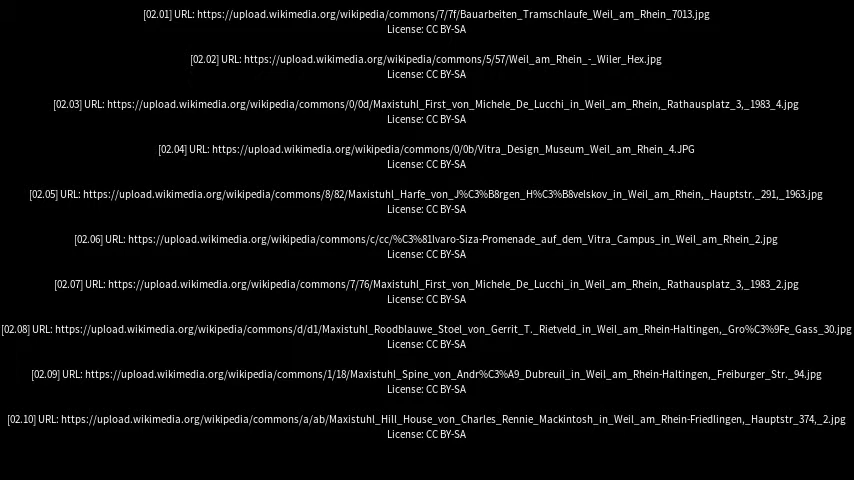 [02.01] URL: https://upload.wikimedia.org/wikipedia/commons/7/7f/Bauarbeiten_Tramschlaufe_Weil_am_Rhein_7013.jpg
License: CC BY-SA
[02.02] URL: https://upload.wikimedia.org/wikipedia/commons/5/57/Weil_am_Rhein_-_Wiler_Hex.jpg
License: CC BY-SA
[02.03] URL: https://upload.wikimedia.org/wikipedia/commons/0/0d/Maxistuhl_First_von_Michele_De_Lucchi_in_Weil_am_Rhein,_Rathausplatz_3,_1983_4.jpg
License: CC BY-SA
[02.04] URL: https://upload.wikimedia.org/wikipedia/commons/0/0b/Vitra_Design_Museum_Weil_am_Rhein_4.JPG
License: CC BY-SA
[02.05] URL: https://upload.wikimedia.org/wikipedia/commons/8/82/Maxistuhl_Harfe_von_J%C3%B8rgen_H%C3%B8velskov_in_Weil_am_Rhein,_Hauptstr._291,_1963.jpg
License: CC BY-SA
[02.06] URL: https://upload.wikimedia.org/wikipedia/commons/c/cc/%C3%81lvaro-Siza-Promenade_auf_dem_Vitra_Campus_in_Weil_am_Rhein_2.jpg
License: CC BY-SA
[02.07] URL: https://upload.wikimedia.org/wikipedia/commons/7/76/Maxistuhl_First_von_Michele_De_Lucchi_in_Weil_am_Rhein,_Rathausplatz_3,_1983_2.jpg
License: CC BY-SA
[02.08] URL: https://upload.wikimedia.org/wikipedia/commons/d/d1/Maxistuhl_Roodblauwe_Stoel_von_Gerrit_T._Rietveld_in_Weil_am_Rhein-Haltingen,_Gro%C3%9Fe_Gass_30.jpg
License: CC BY-SA
[02.09] URL: https://upload.wikimedia.org/wikipedia/commons/1/18/Maxistuhl_Spine_von_Andr%C3%A9_Dubreuil_in_Weil_am_Rhein-Haltingen,_Freiburger_Str._94.jpg
License: CC BY-SA
[02.10] URL: https://upload.wikimedia.org/wikipedia/commons/a/ab/Maxistuhl_Hill_House_von_Charles_Rennie_Mackintosh_in_Weil_am_Rhein-Friedlingen,_Hauptstr_374,_2.jpg
License: CC BY-SA